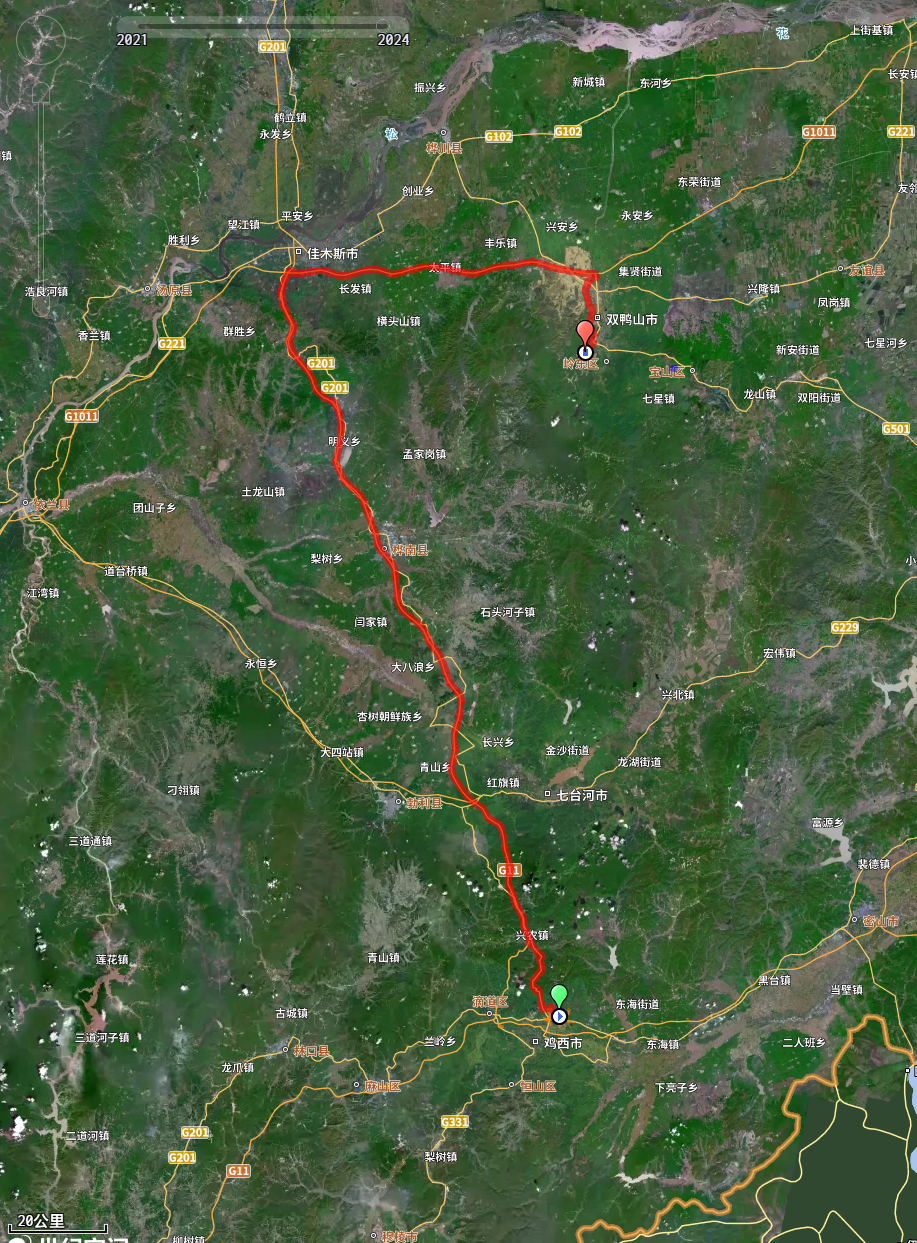 2021
2024
G201
花
上街基镇
新城镇
东河乡
长安镇
振兴乡
鹤立镇
永发乡
松
桦川县
G102
G102
G1011
G221
镇
创业乡
东荣街道
友邻
平安乡
望江镇
永安乡
兴安乡
胜利乡
佳木斯市
丰乐镇
太平镇
集贤街道
友谊县
浩良河镇
汤原县
长发镇
兴隆镇
凤岗镇
香兰镇
群胜乡
横头山镇
双鸭山市
G221
新安街道
七星河乡
G201
岭东区
宝山区
G201
七星镇
龙山镇
双阳街道
G1011
G501
明义乡
孟家岗镇
土龙山镇
依兰县
团山子乡
桦南县
梨树乡
小
道台桥镇
江湾镇
石头河子镇
闫家镇
G229
永恒乡
大八浪乡
宏伟镇
兴北镇
杏树朝鲜族乡
长兴乡
大四站镇
金沙街道
青山乡
龙湖街道
刁翎镇
红旗镇
七台河市
勃利县
富源乡
三道通镇
G11
裴德镇
密山市
兴农镇
青山镇
莲花镇
黑台镇
当壁镇
古城镇
滴道区
东海街道
三道河子镇
兰岭乡
鸡西市
东海镇
二人班乡
林口县
龙爪镇
麻山区
恒山区
下亮子乡
G331
G201
二道河镇
G201
梨树镇
G11
20公里
柳树镇
穆棱市